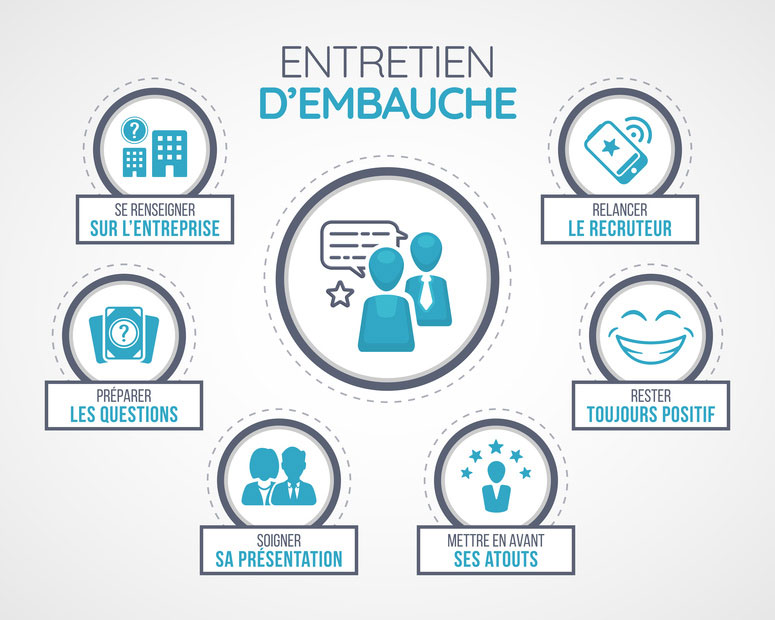 ENTRETIEN
D'EMBAUCHE
?
SE RENSEIGNER
SUR L'ENTREPRISE
?
PRÉPARER
LES QUESTIONS
SOIGNER
SA PRÉSENTATION
METTRE EN AVANT
SES ATOUTS
RESTER
TOUJOURS POSITIF
RELANCER
LE RECRUTEUR